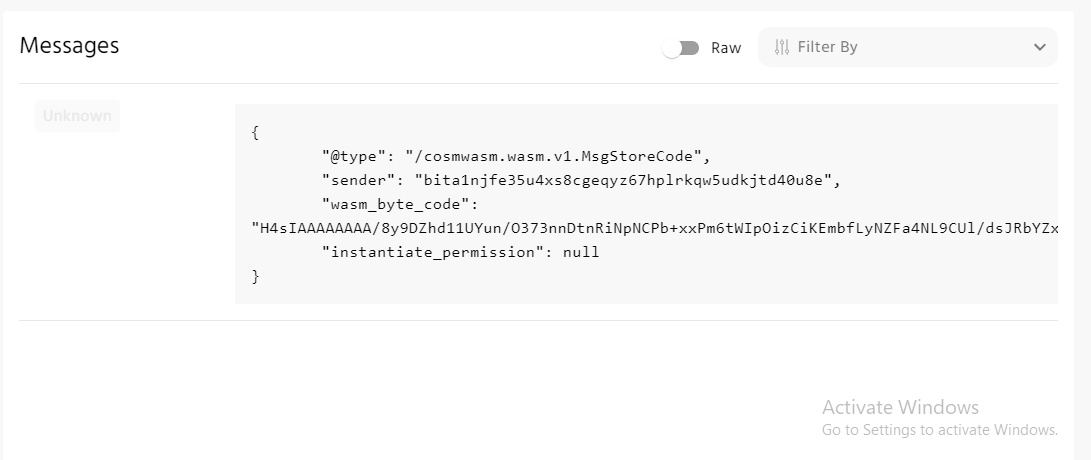 Messages
Raw
Filter By
Unknown
{
"@type": "/cosmwasm.wasm.v1.MsgStoreCode",
"sender": "bita1njfe35u4xs8cgeqyz67hplrkqw5udkjtd40u8e",
"wasm_byte_code":
"H4sIAAAAAAAA/8y9DZhd11UYun/O373nnDtnRiNpNCPb+xxPm6tWIpOizCiKEmbfLyNZFa4NL9CUl/dsJRbYZx
"instantiate_permission": null
}
Activate Windows
Go to Settings to activate Windows.